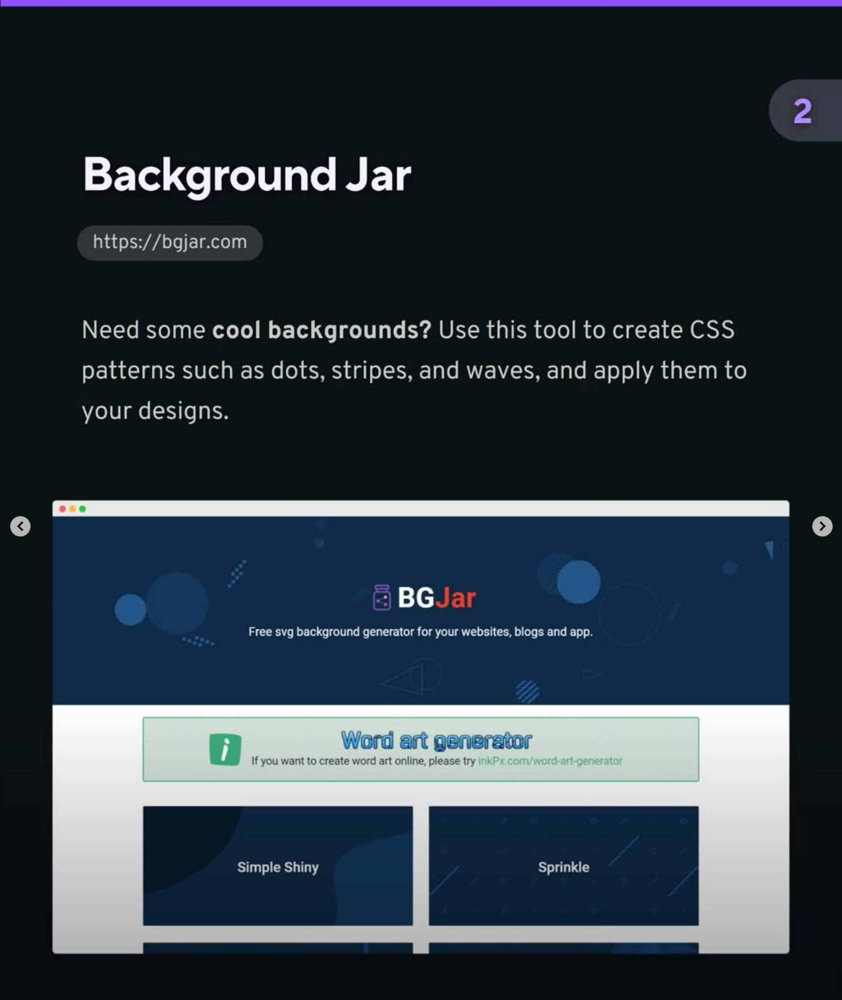 2
Background Jar
https://bgjar.com
Need some cool backgrounds? Use this tool to create CSS
patterns such as dots, stripes, and waves, and apply them to
your designs.
BGJar
Free svg background generator for your websites, blogs and app.
Word art generator
If you want to create word art online, please try inkPx.com/word-art-generator
Simple Shiny
Sprinkle